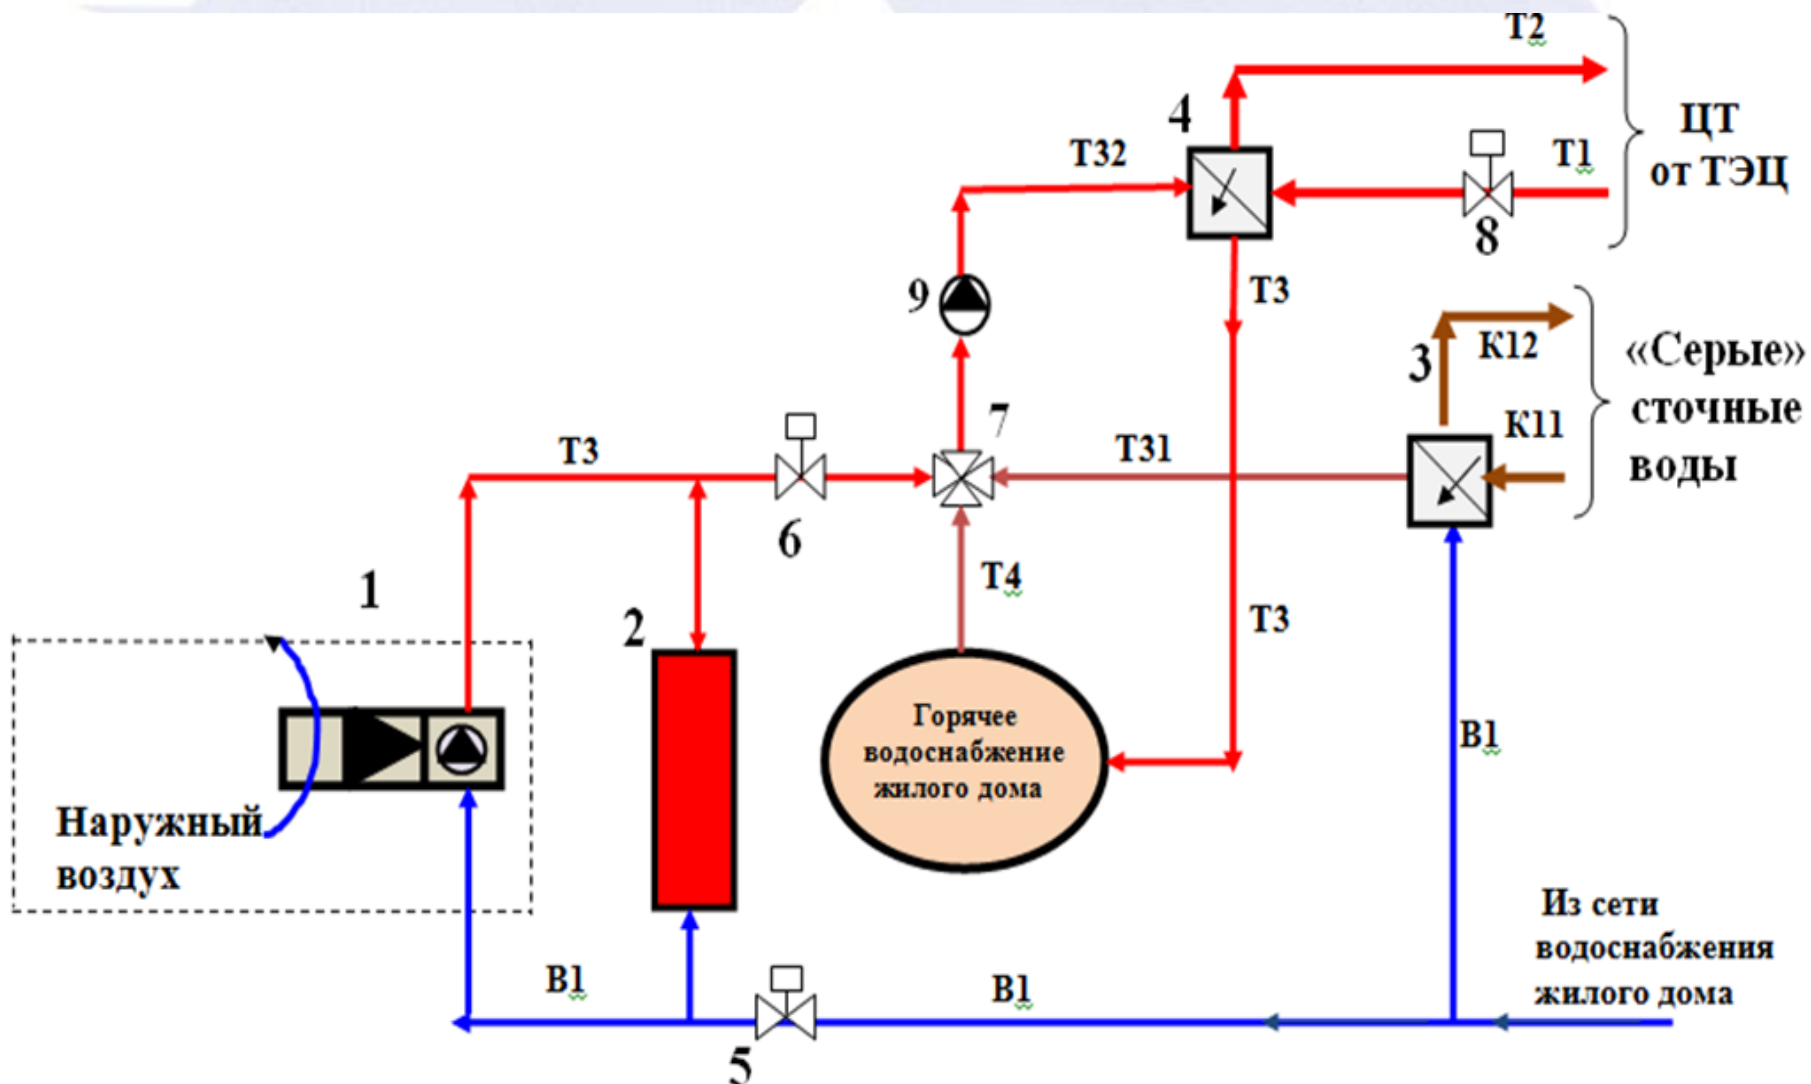 Т2
4
ЦТ
от ТЭЦ
Т32
Т1
8
9
Т3
К12
3
«Серые»
сточные
воды
К11
7
Т3
Т31
6
Т4
1
2
Т3
Горячее
водоснабжение
жилого дома
В1
Наружный
воздух
Из сети
водоснабжения
жилого дома
В1
В1
5